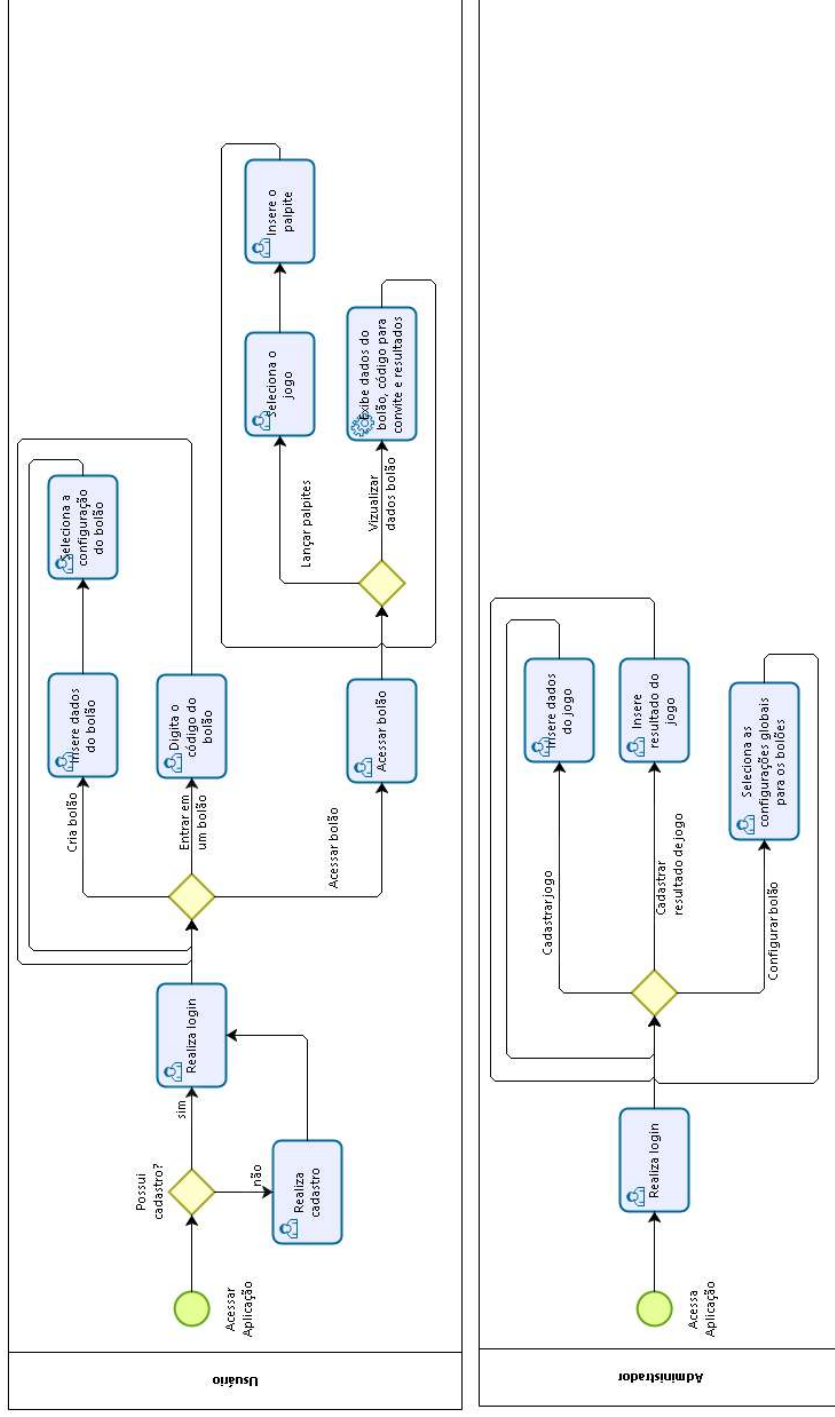 Usuário
Acessar
Aplicação
Possui
cadastro?
sim
não
Realiza
cadastro
Realiza login
Cria bolão
Insere dados
do bolão
Seleciona a
configuração
do bolão
Entrar em
um bolão
Digita o
código do
bolão
Acessar bolão
Acessar bolão
Lançar palpites
Seleciona o
jogo
Insere o
palpite
Vizualizar
dados bolão
Exibe dados do
bolão, código para
convite e resultados
Administrador
Acessa
Aplicação
Realiza login
Cadastrar jogo
Insere dados
do jogo
Cadastrar
resultado de jogo
Insere
resultado do
jogo
Configurar bolão
Seleciona as
configurações globais
para os bolões